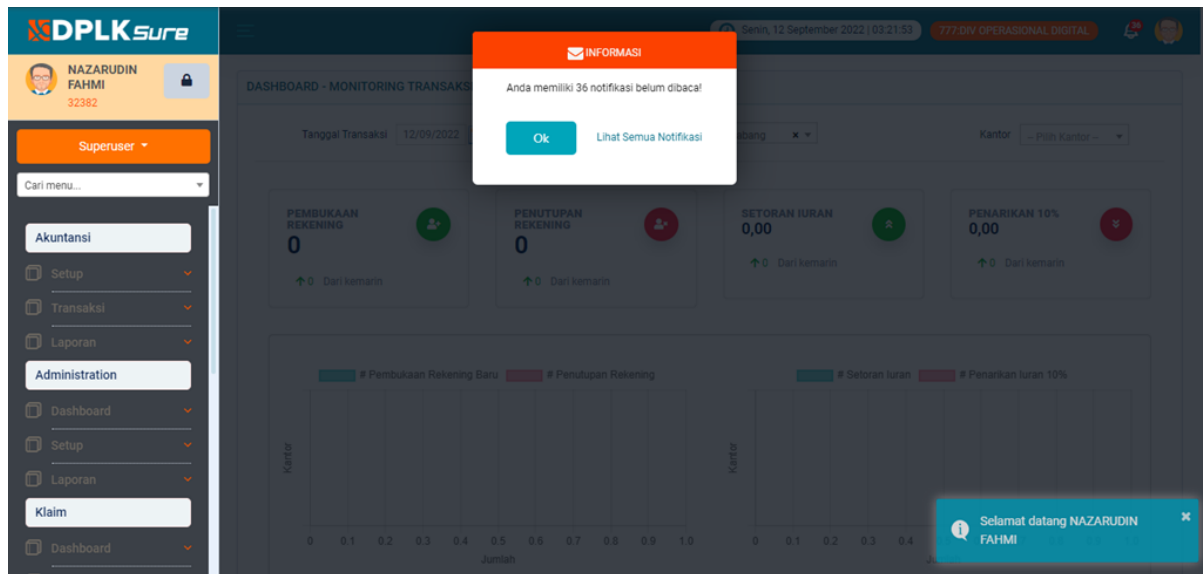 DPLKSure
NAZARUDIN
FAHMI
32382
Superuser
Cari menu...
Akuntansi
Setup
Transaksi
Laporan
Administration
Dashboard
Setup
Laporan
Klaim
Dashboard
Senin, 12 September 2022 | 03:21:53
777:DIV OPERASIONAL DIGITAL
36
INFORMASI
Anda memiliki 36 notifikasi belum dibaca!
Ok Lihat Semua Notifikasi
DASHBOARD - MONITORING TRANSAKS
Tanggal Transaksi 12/09/2022 abang × Kantor -- Pilih Kantor --
PEMBUKAAN
REKENING
0
0 Dari kemarin
PENUTUPAN
REKENING
0
0 Dari kemarin
SETORAN IURAN
0,00
0 Dari kemarin
PENARIKAN 10%
0,00
0 Dari kemarin
# Pembukaan Rekening Baru # Penutupan Rekening
Kantor
0 0.1 0.2 0.3 0.4 0.5 0.6 0.7 0.8 0.9 1.0
Jumlah
# Setoran Iuran # Penarikan Iuran 10%
Kantor
0 0.1 0.2 0.3 0.4
Selamat datang NAZARUDIN
FAHMI
×